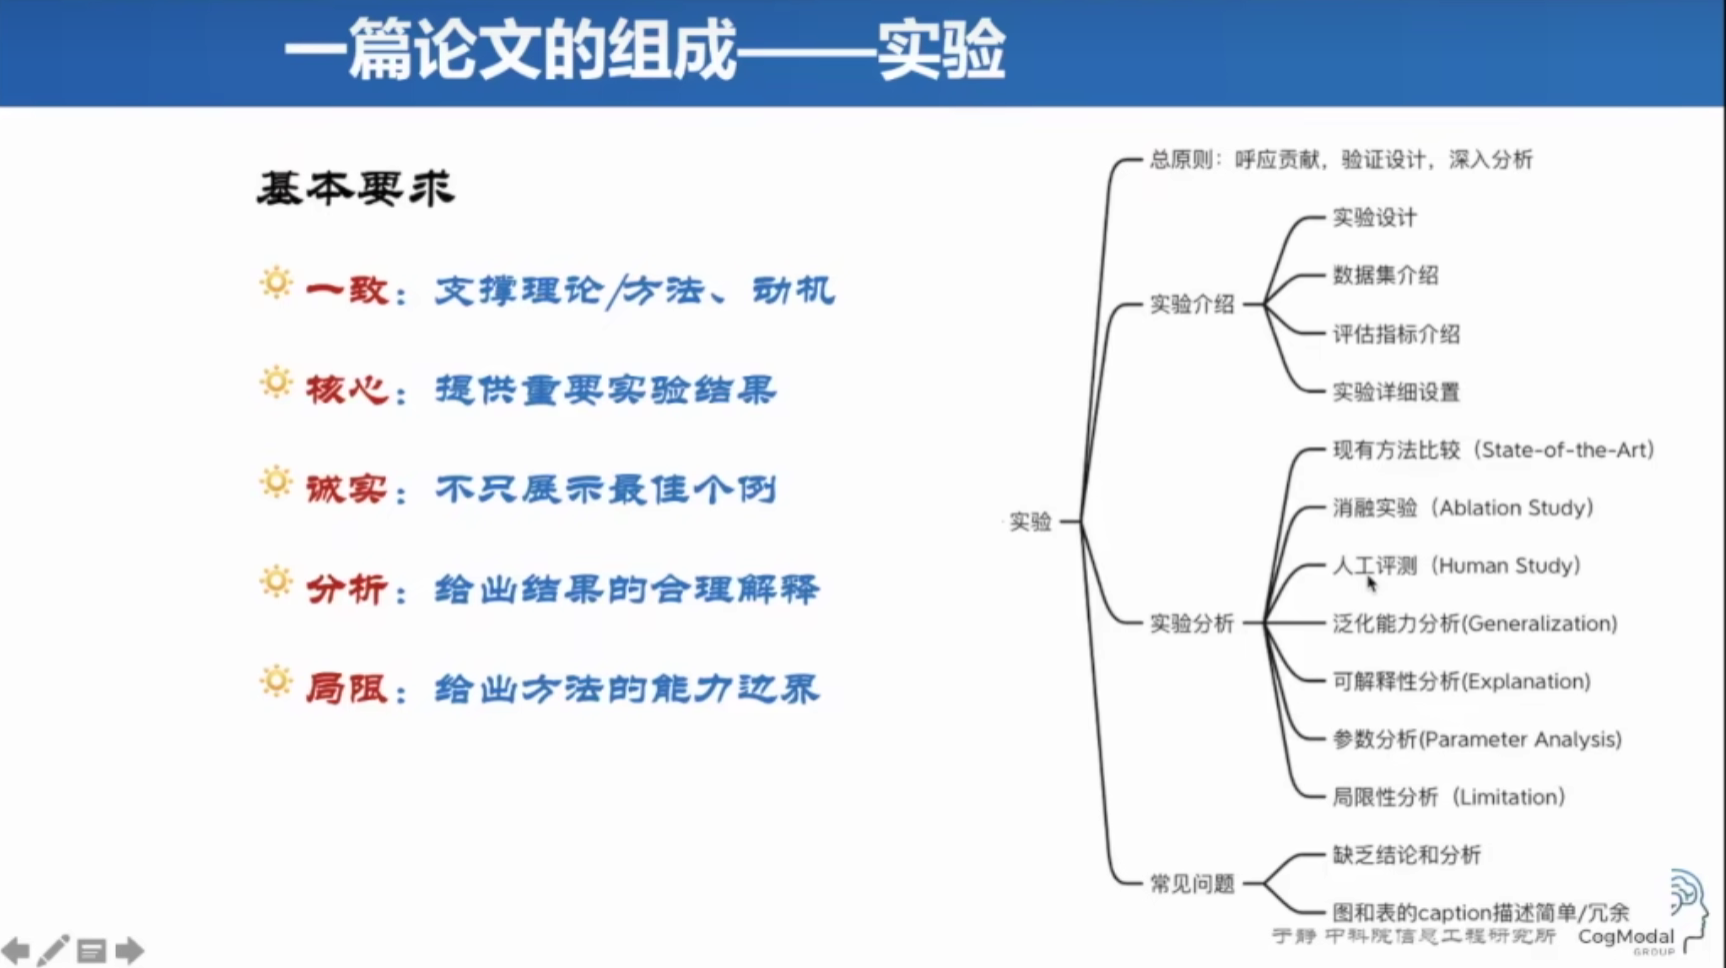 一篇论文的组成——实验
基本要求
一致：支撑理论/方法、动机
核心：提供重要实验结果
诚实：不只展示最佳个例
分析：给出结果的合理解释
局限：给出方法的能力边界
实验
总原则：呼应贡献，验证设计，深入分析
实验介绍
实验设计
数据集介绍
评估指标介绍
实验详细设置
实验分析
现有方法比较（State-of-the-Art）
消融实验（Ablation Study）
人工评测（Human Study）
泛化能力分析(Generalization)
可解释性分析(Explanation)
参数分析(Parameter Analysis)
局限性分析（Limitation）
常见问题
缺乏结论和分析
图和表的caption描述简单/冗余
于静 中科院信息工程研究所
CogModal
GROUP